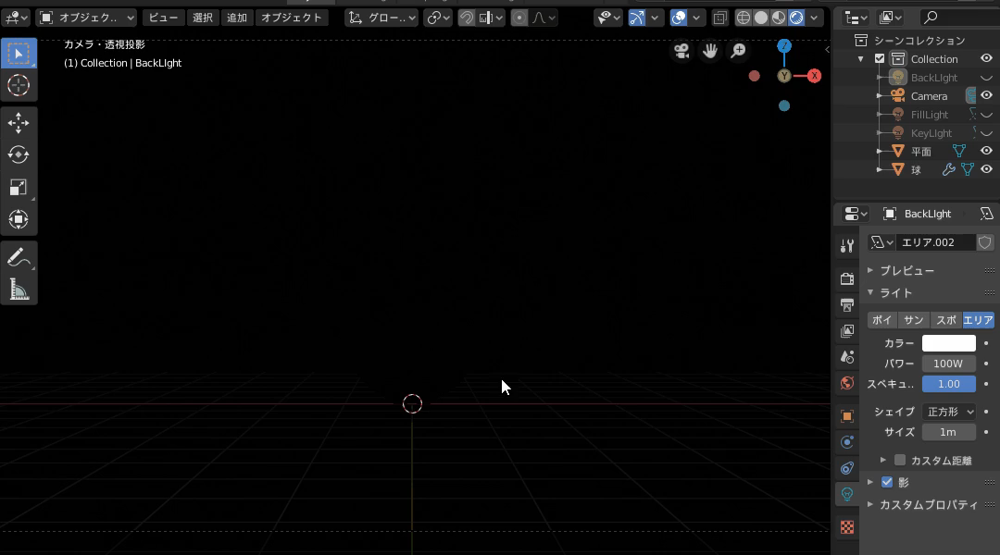 オブジェク.. ビュー 選択 追加 オブジェクト グロー..
カメラ・透視投影
(1) Collection | BackLIght
Z
Y
X
シーンコレクション
Collection
BackLIght
Camera
FillLight
KeyLIght
平面
球
BackLIght
エリア.002
プレビュー
ライト
ポイ サン スポ エリア
カラー
パワー 100W
スペキュ.. 1.00
シェイプ 正方形
サイズ 1m
カスタム距離
影
カスタムプロパティ